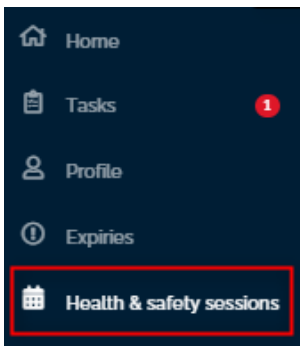 Home
Tasks 1
Profile
Expiries
Health & safety sessions